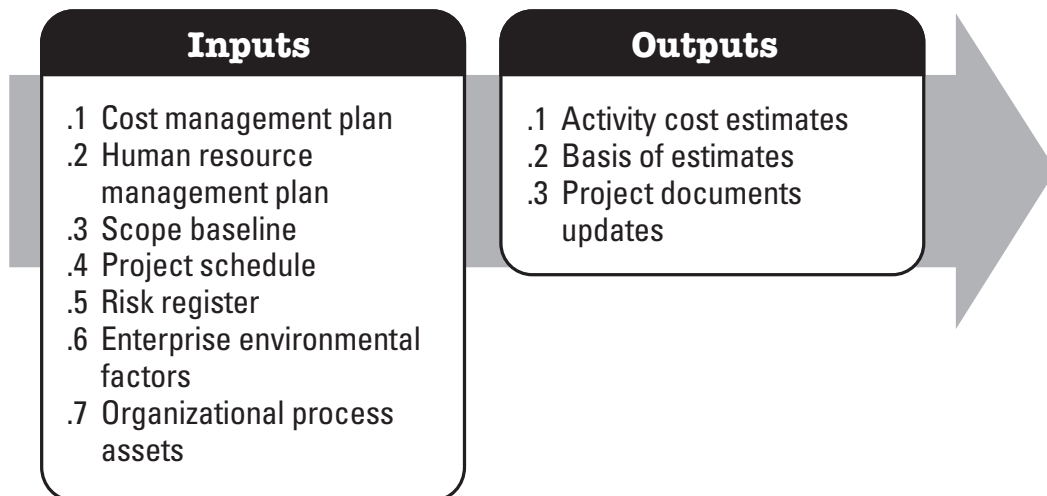 Inputs
.1 Cost management plan
.2 Human resource
management plan
.3 Scope baseline
.4 Project schedule
.5 Risk register
.6 Enterprise environmental
factors
.7 Organizational process
assets
Outputs
.1 Activity cost estimates
.2 Basis of estimates
.3 Project documents
updates